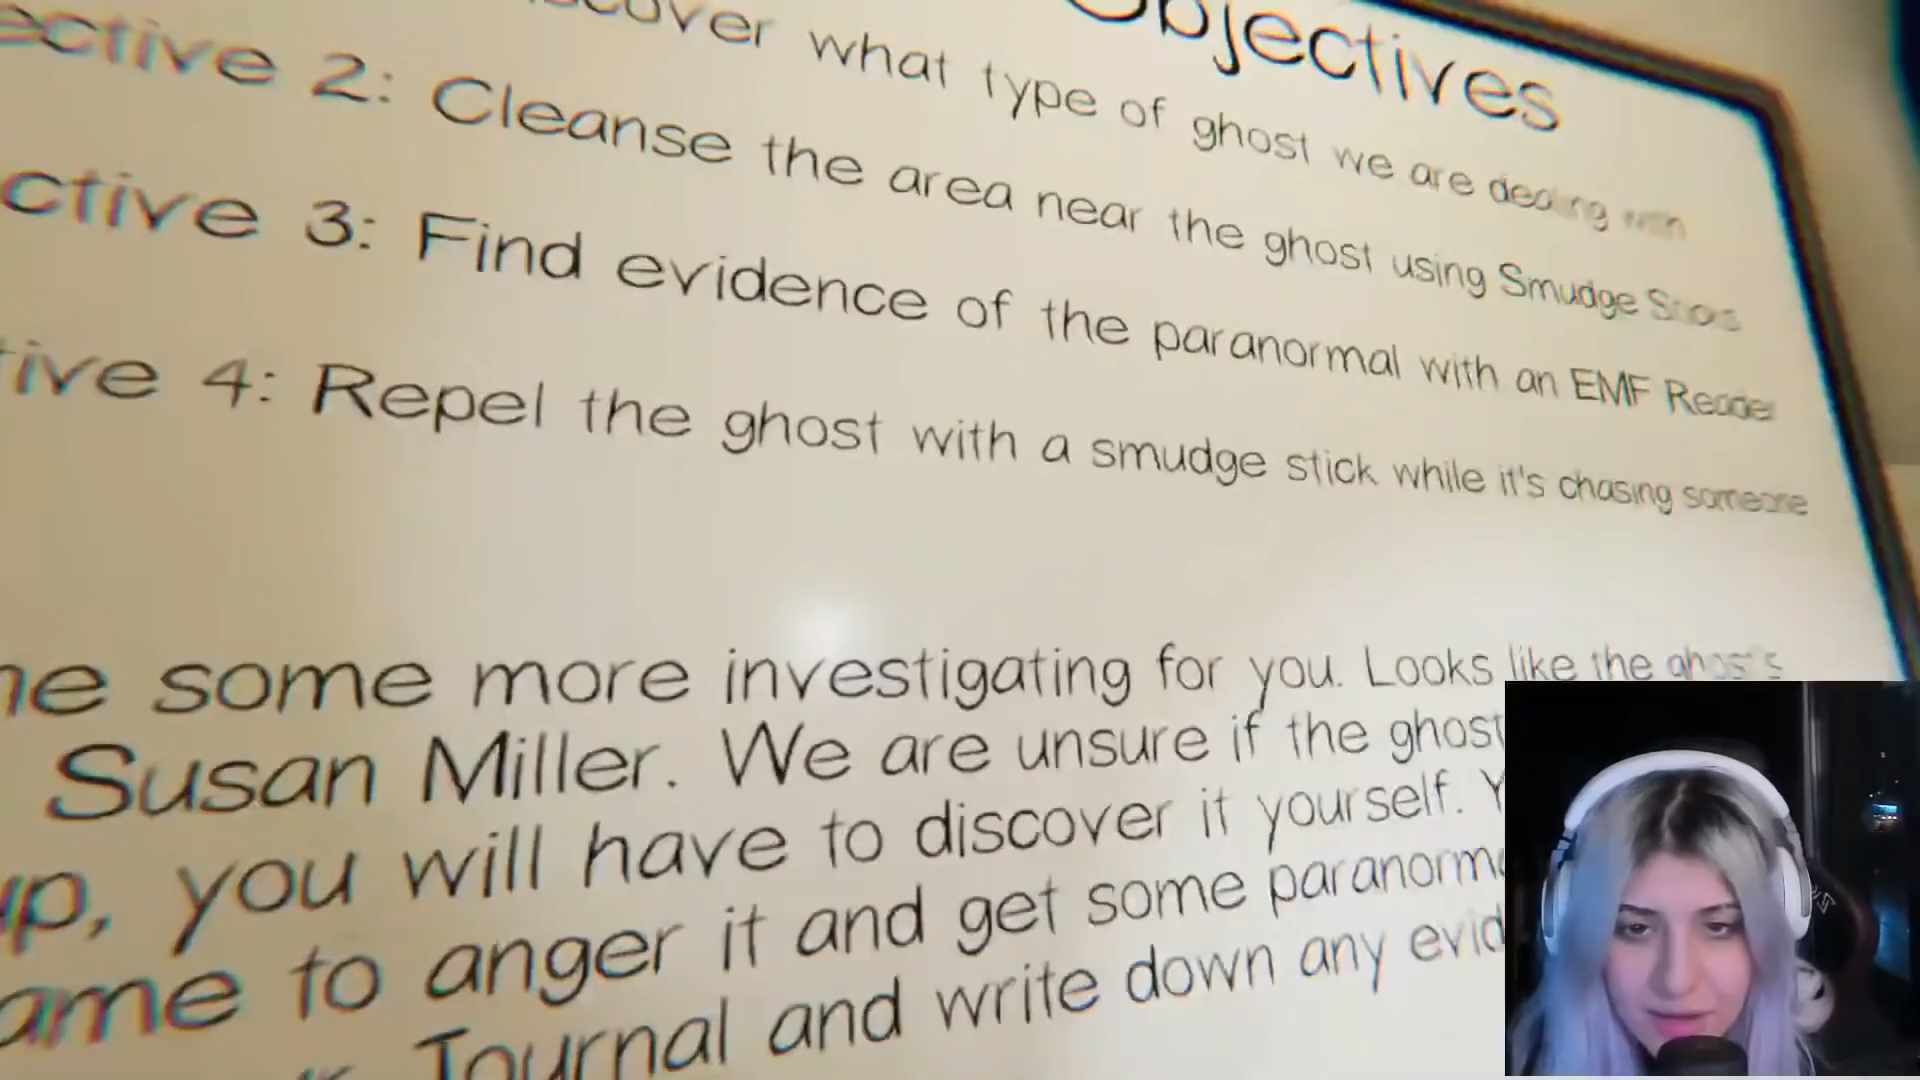 Objectives
what type of ghost we are dealing with
ective 2: Cleanse the area near the ghost using Smudge Sticks
ctive 3: Find evidence of the paranormal with an EMF Reader
tive 4: Repel the ghost with a smudge stick while it's chasing someone
some more investigating for you. Looks like the ghost's
Susan Miller. We are unsure if the ghost
up, you will have to discover it yourself. Y
ame to anger it and get some paranorma
Journal and write down any evid